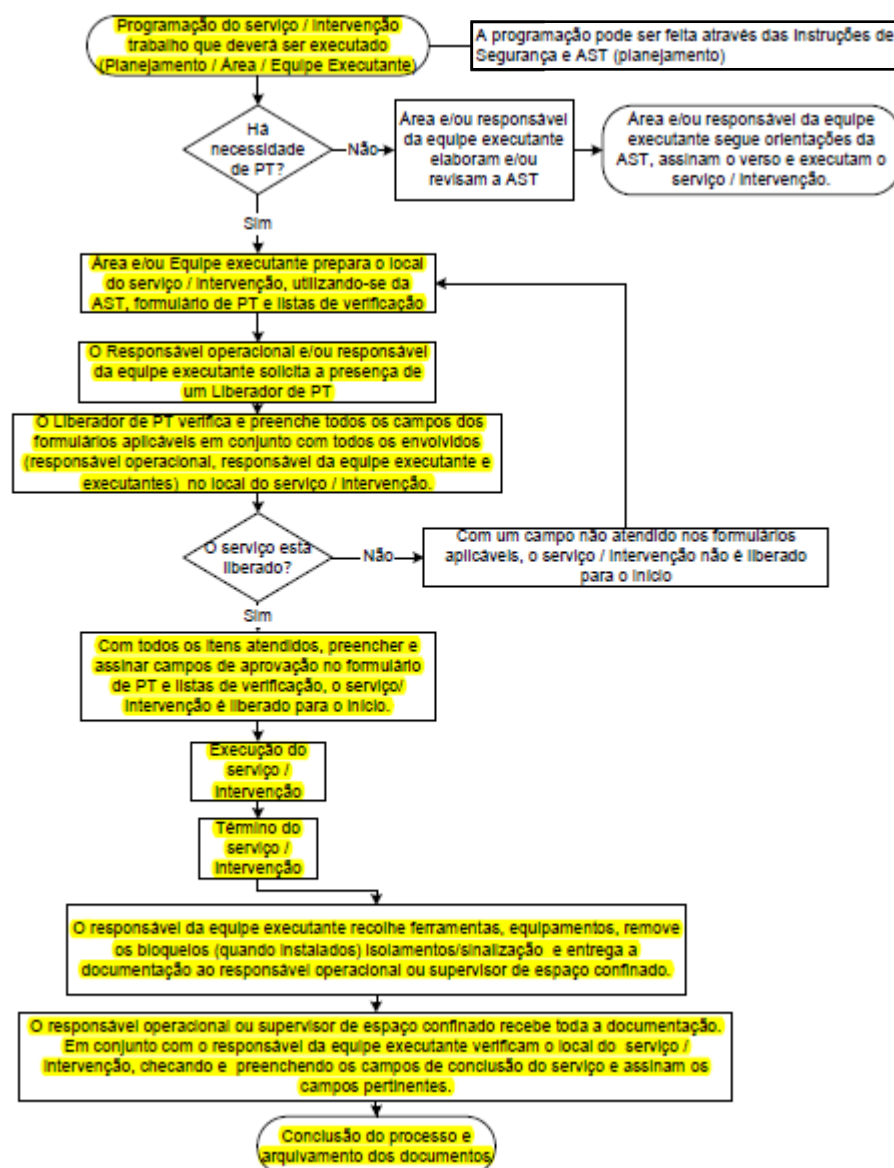 Programação do serviço / Intervenção
trabalho que deverá ser executado
(Planejamento / Área / Equipe Executante)
A programação pode ser feita através das Instruções de
Segurança e AST (planejamento)
Há
necessidade
de PT?
Não
Área e/ou responsável
da equipe executante
elaboram e/ou
revisam a AST
Área e/ou responsável da equipe
executante segue orientações da
AST, assinam o verso e executam o
serviço / Intervenção.
Sim
Área e/ou Equipe executante prepara o local
do serviço / Intervenção, utilizando-se da
AST, formulário de PT e listas de verificação
O Responsável operacional e/ou responsável
da equipe executante solicita a presença de
um Liberador de PT
O Liberador de PT verifica e preenche todos os campos dos
formulários aplicáveis em conjunto com todos os envolvidos
(responsável operacional, responsável da equipe executante e
executantes) no local do serviço / Intervenção.
O serviço está
liberado?
Não
Com um campo não atendido nos formulários
aplicáveis, o serviço / Intervenção não é liberado
para o início
Sim
Com todos os itens atendidos, preencher e
assinar campos de aprovação no formulário
de PT e listas de verificação, o serviço/
Intervenção é liberado para o início.
Execução do
serviço /
Intervenção
Término do
serviço /
Intervenção
O responsável da equipe executante recolhe ferramentas, equipamentos, remove
os bloqueios (quando instalados) isolamentos/sinalização e entrega a
documentação ao responsável operacional ou supervisor de espaço confinado.
O responsável operacional ou supervisor de espaço confinado recebe toda a documentação.
Em conjunto com o responsável da equipe executante verificam o local do serviço /
Intervenção, checando e preenchendo os campos de conclusão do serviço e assinam os
campos pertinentes.
Conclusão do processo e
arquivamento dos documentos